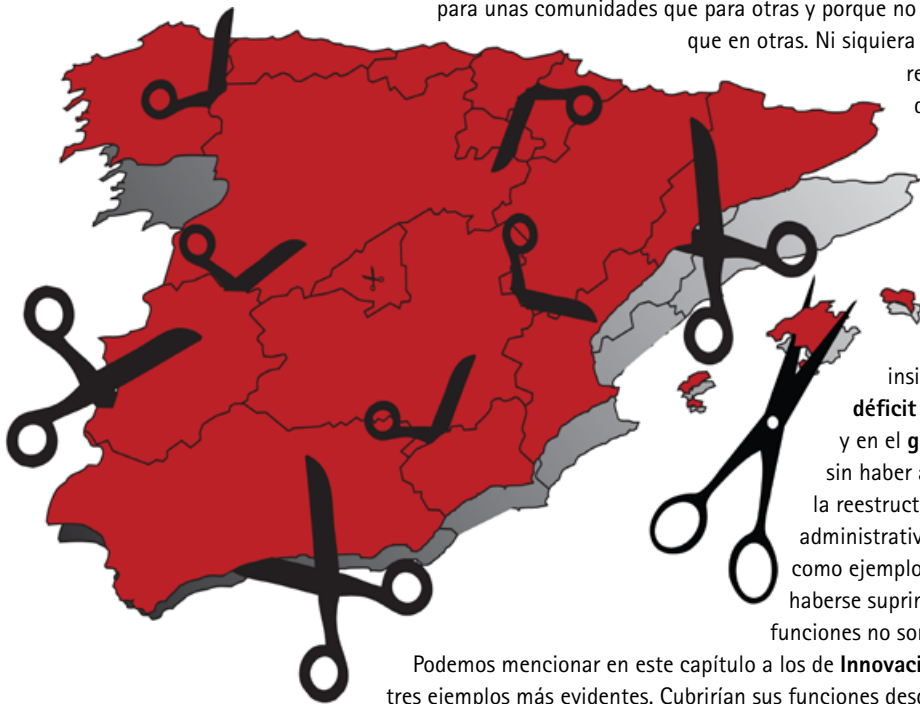 para unas comunidades que para otras y porque no
que en otras. Ni siquiera
insi
déficit
y en el g
sin haber a
la reestruct
administrativ
como ejemplo
haberse suprim
funciones no son
Podemos mencionar en este capítulo a los de Innovaci
tres ejemplos más evidentes. Cubrirían sus funciones desd